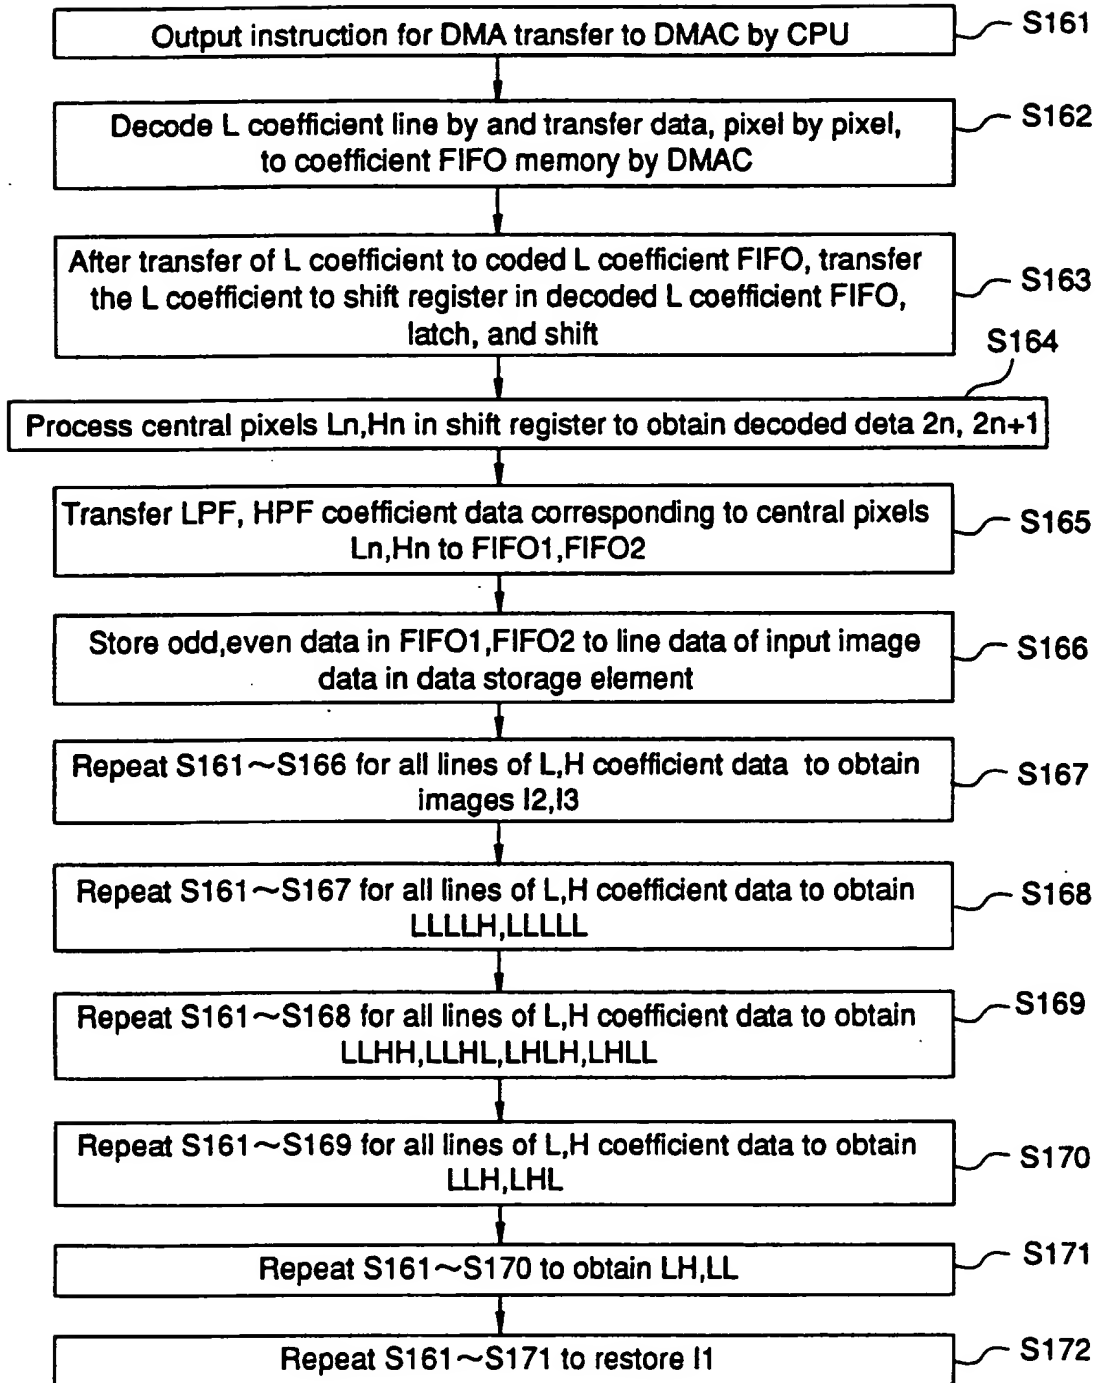 Output instruction for DMA transfer to DMAC by CPU
S161
Decode L coefficient line by and transfer data, pixel by pixel,
to coefficient FIFO memory by DMAC
S162
After transfer of L coefficient to coded L coefficient FIFO, transfer
the L coefficient to shift register in decoded L coefficient FIFO,
latch, and shift
S163
S164
Process central pixels Ln,Hn in shift register to obtain decoded deta 2n, 2n+1
Transfer LPF, HPF coefficient data corresponding to central pixels
Ln,Hn to FIFO1,FIFO2
S165
Store odd,even data in FIFO1,FIFO2 to line data of input image
data in data storage element
S166
Repeat S161~S166 for all lines of L,H coefficient data to obtain
images I2,I3
S167
Repeat S161~S167 for all lines of L,H coefficient data to obtain
LLLLH,LLLLL
S168
Repeat S161~S168 for all lines of L,H coefficient data to obtain
LLHH,LLHL,LHLH,LHLL
S169
Repeat S161~S169 for all lines of L,H coefficient data to obtain
LLH,LHL
S170
Repeat S161~S170 to obtain LH,LL
S171
Repeat S161~S171 to restore I1
S172